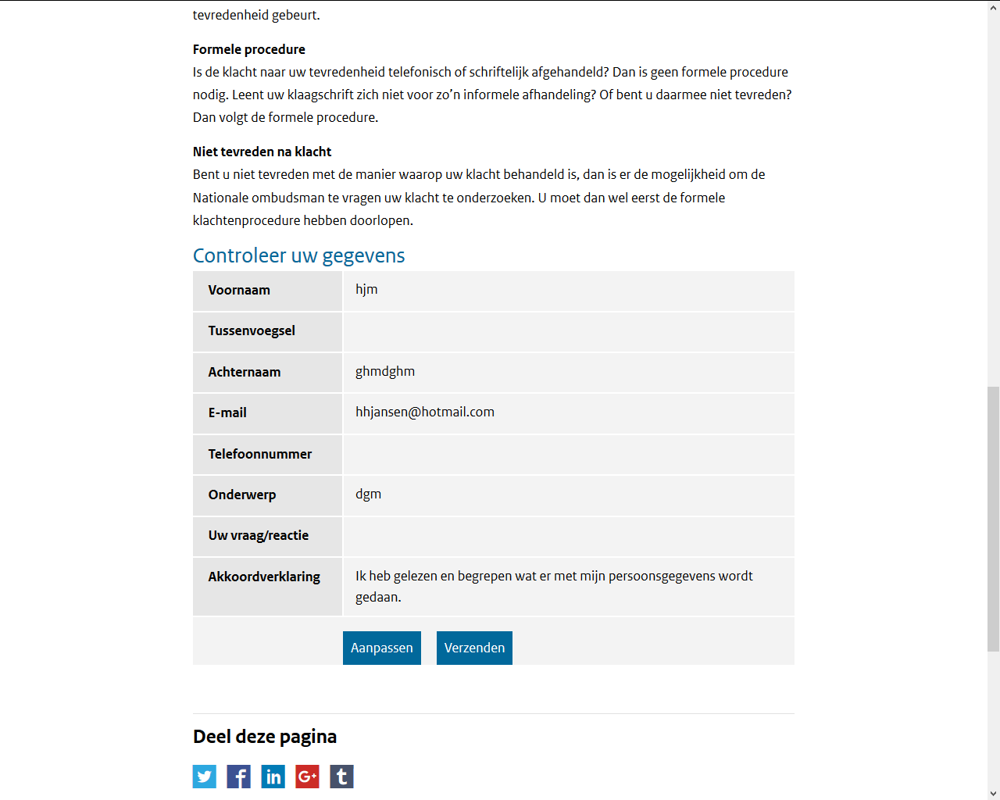 tevredenheid gebeurt.
Formele procedure
Is de klacht naar uw tevredenheid telefonisch of schriftelijk afgehandeld? Dan is geen formele procedure
nodig. Leent uw klaagschrift zich niet voor zo’n informele afhandeling? Of bent u daarmee niet tevreden?
Dan volgt de formele procedure.
Niet tevreden na klacht
Bent u niet tevreden met de manier waarop uw klacht behandeld is, dan is er de mogelijkheid om de
Nationale ombudsman te vragen uw klacht te onderzoeken. U moet dan wel eerst de formele
klachtenprocedure hebben doorlopen.
Controleer uw gegevens
Voornaam hjm
Tussenvoegsel
Achternaam ghmdghm
E-mail hhjansen@hotmail.com
Telefoonnummer
Onderwerp dgm
Uw vraag/reactie
Akkoordverklaring Ik heb gelezen en begrepen wat er met mijn persoonsgegevens wordt
gedaan.
Aanpassen Verzenden
Deel deze pagina